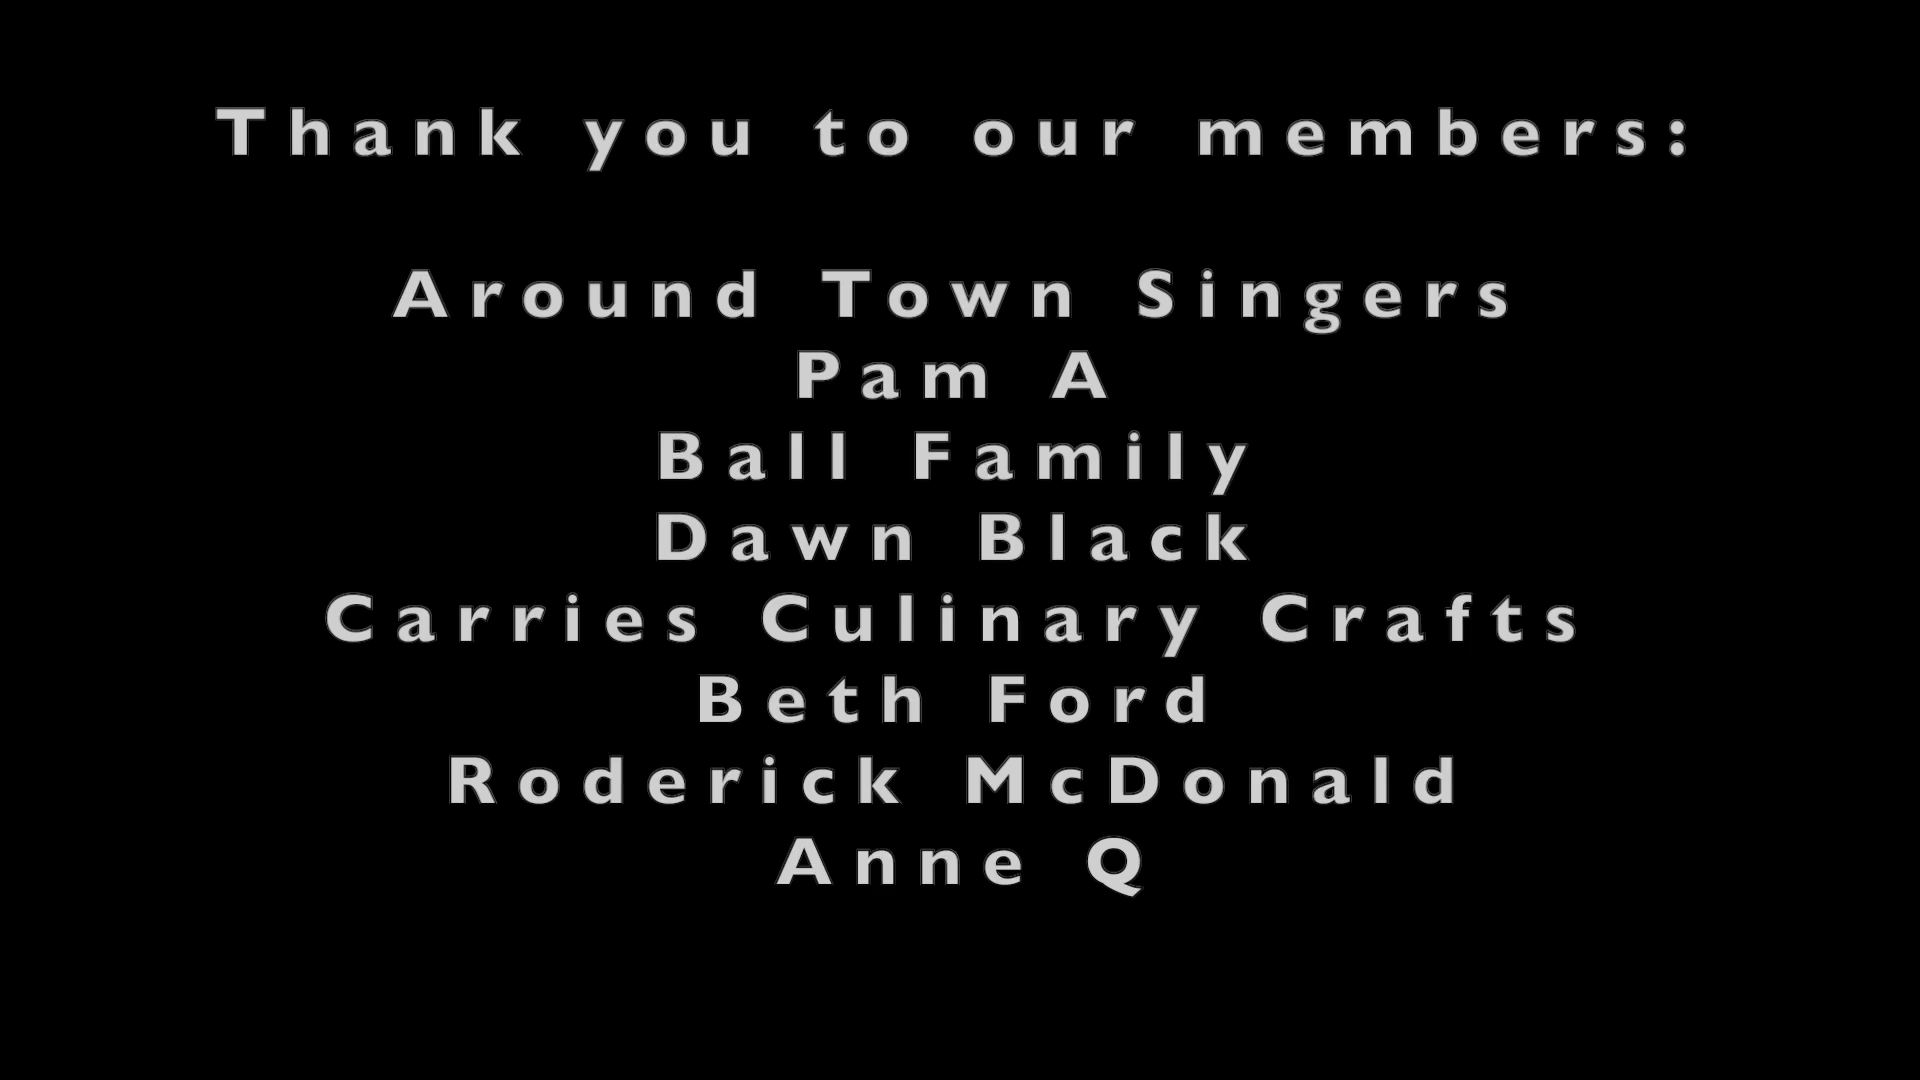 Thank you to our members:
Around Town Singers
Pam A
Ball Family
Dawn Black
Carries Culinary Crafts
Beth Ford
Roderick McDonald
Anne Q